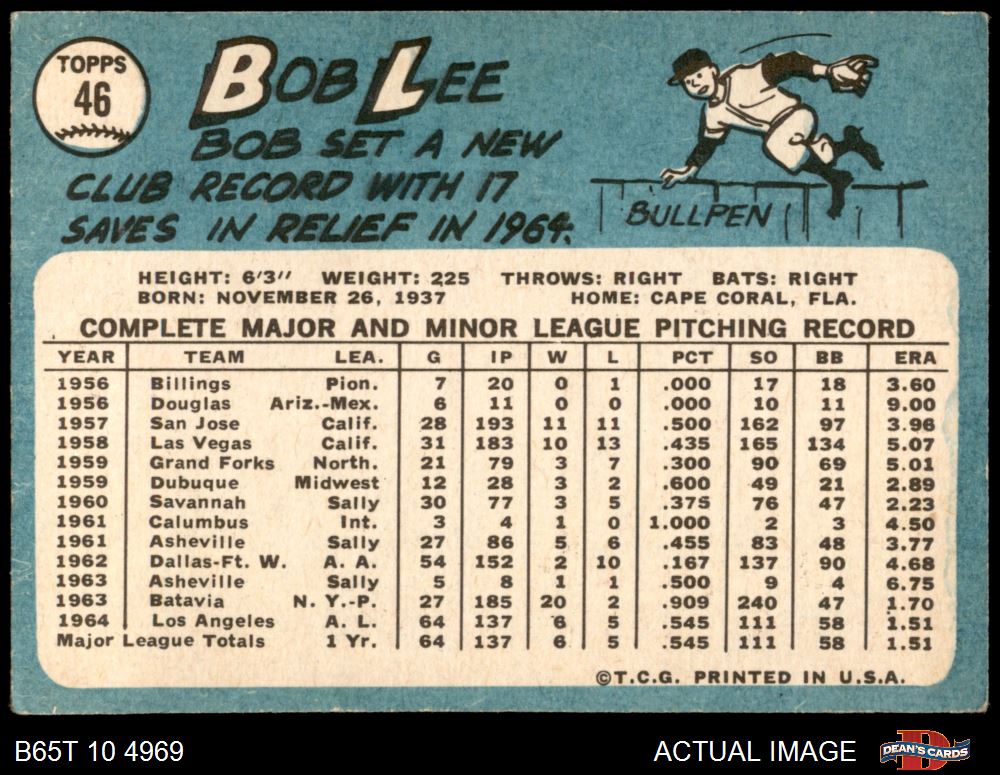 TOPPS
46
BOB LEE
BOB SET A NEW
CLUB RECORD WITH 17
SAVES IN RELIEF IN 1964.
BULLPEN
HEIGHT: 6'3" WEIGHT: 225 THROWS: RIGHT BATS: RIGHT
BORN: NOVEMBER 26, 1937 HOME: CAPE CORAL, FLA.
COMPLETE MAJOR AND MINOR LEAGUE PITCHING RECORD
YEAR TEAM LEA. G IP W L PCT SO BB ERA
1956 Billings Pion. 7 20 0 1 .000 17 18 3.60
1956 Douglas Ariz.-Mex. 6 11 0 0 .000 10 11 9.00
1957 San Jose Calif. 28 193 11 11 .500 162 97 3.96
1958 Las Vegas Calif. 31 183 10 13 .435 165 134 5.07
1959 Grand Forks North. 21 79 3 7 .300 90 69 5.01
1959 Dubuque Midwest 12 28 3 2 .600 49 21 2.89
1960 Savannah Sally 30 77 3 5 .375 76 47 2.23
1961 Calumbus Int. 3 4 1 0 1.000 2 3 4.50
1961 Asheville Sally 27 86 5 6 .455 83 48 3.77
1962 Dallas-Ft. W. A. A. 54 152 2 10 .167 137 90 4.68
1963 Asheville Sally 5 8 1 1 .500 9 4 6.75
1963 Batavia N. Y.-P. 27 185 20 2 .909 240 47 1.70
1964 Los Angeles A. L. 64 137 6 5 .545 111 58 1.51
Major League Totals 1 Yr. 64 137 6 5 .545 111 58 1.51
©T.C.G. PRINTED IN U.S.A.
B65T 10 4969 ACTUAL IMAGE DEAN'S CARDS